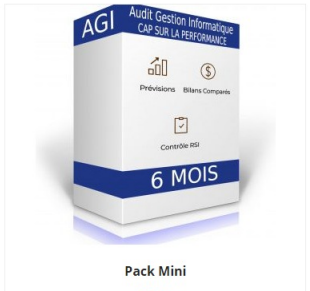 AGI
Audit Gestion Informatique
CAP SUR LA PERFORMANCE
Prévisions
Bilans Comparés
Contrôle RSI
6 MOIS
Pack Mini